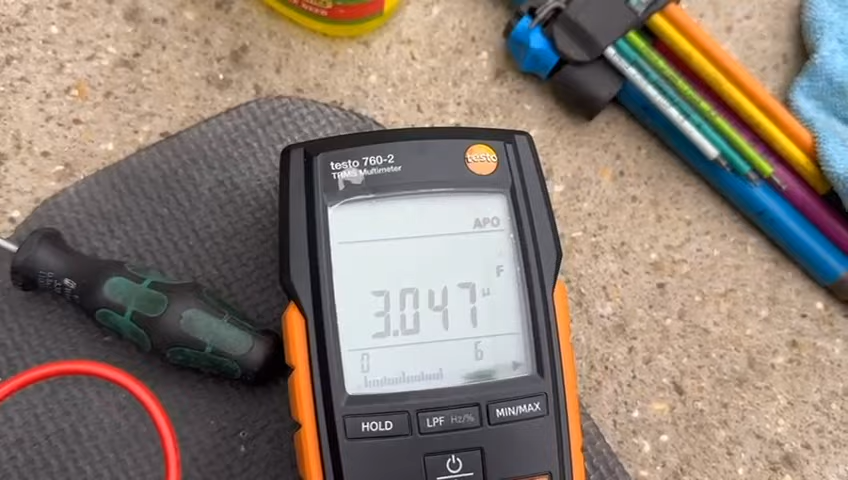 testo 760-2
TRMS Multimeter
testo
APO
F
3.047 µ
0 6
HOLD
LPF Hz/%
MIN/MAX